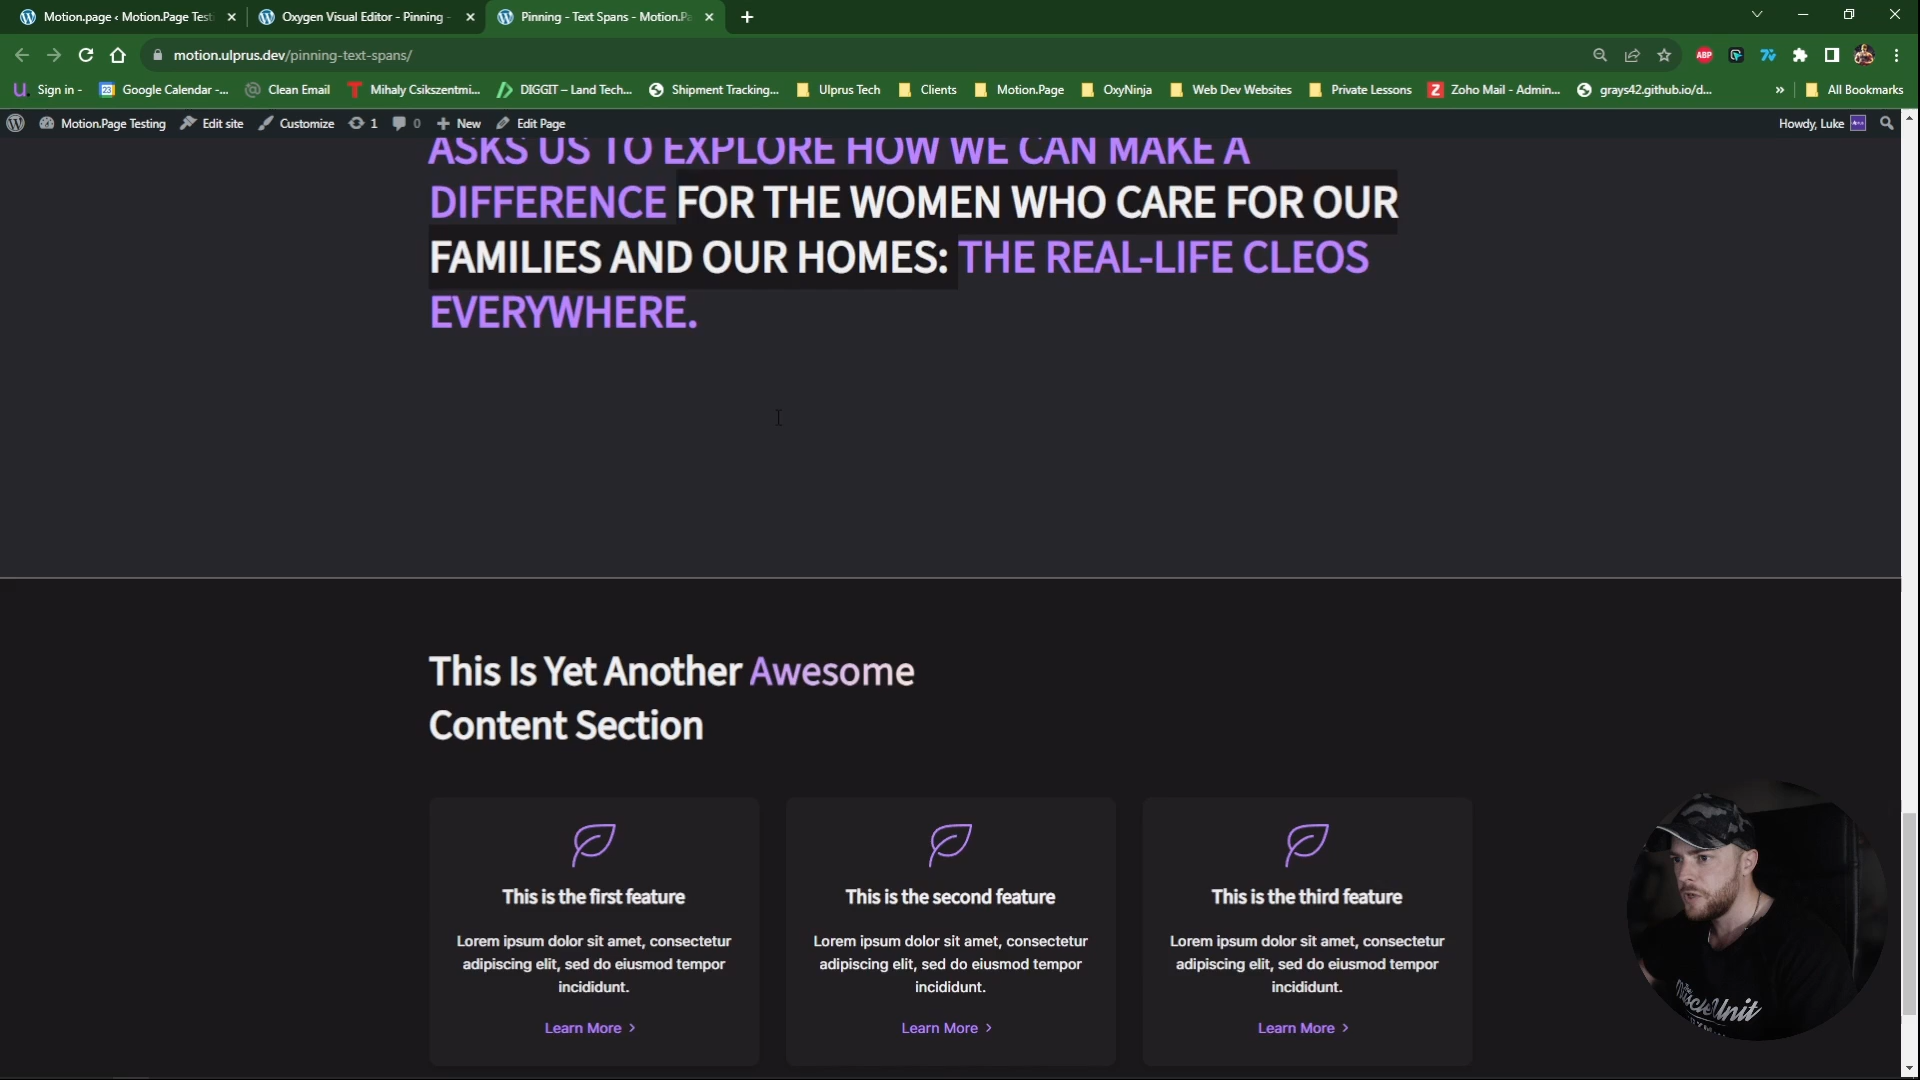 Motion.page ‹ Motion.Page Test
Oxygen Visual Editor - Pinning -
Pinning - Text Spans - Motion.Pa
motion.ulprus.dev/pinning-text-spans/
ABP
Sign in -
23
Google Calendar -...
Clean Email
Mihaly Csikszentmi...
DIGGIT – Land Tech...
Shipment Tracking...
Ulprus Tech
Clients
Motion.Page
OxyNinja
Web Dev Websites
Private Lessons
Zoho Mail - Admin...
grays42.github.io/d...
»
All Bookmarks
Motion.Page Testing
Edit site
Customize
1
0
New
Edit Page
Howdy, Luke
ASKS US TO EXPLORE HOW WE CAN MAKE A
DIFFERENCE FOR THE WOMEN WHO CARE FOR OUR
FAMILIES AND OUR HOMES: THE REAL-LIFE CLEOS
EVERYWHERE.
This Is Yet Another Awesome
Content Section
This is the first feature
Lorem ipsum dolor sit amet, consectetur
adipiscing elit, sed do eiusmod tempor
incididunt.
Learn More >
This is the second feature
Lorem ipsum dolor sit amet, consectetur
adipiscing elit, sed do eiusmod tempor
incididunt.
Learn More >
This is the third feature
Lorem ipsum dolor sit amet, consectetur
adipiscing elit, sed do eiusmod tempor
incididunt.
Learn More >
The
MuscleUnit